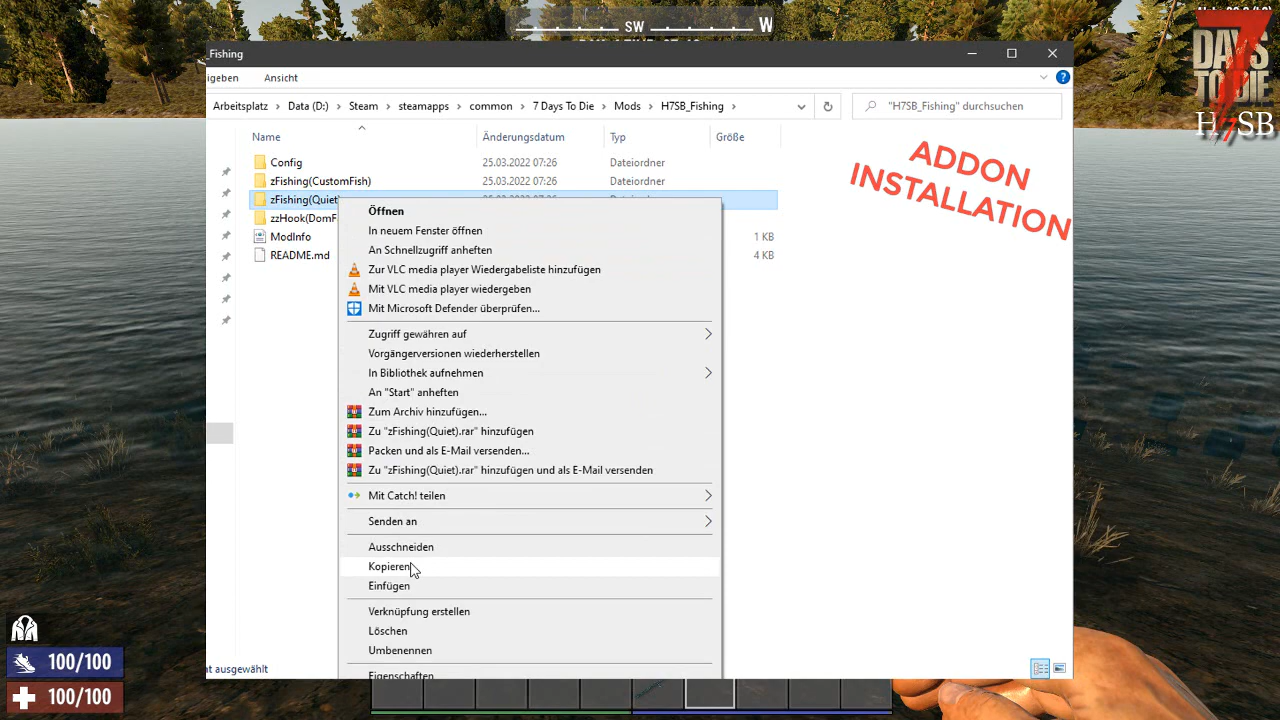 SW
W
_Fishing
igeben
Ansicht
Arbeitsplatz > Data (D:) > Steam > steamapps > common > 7 Days To Die > Mods > H7SB_Fishing >
"H7SB_Fishing" durchsuchen
7
DAYS
TO DIE
H7SB
ADDON
INSTALLATION
Name Änderungsdatum Typ Größe
Config 25.03.2022 07:26 Dateiordner
zFishing(CustomFish) 25.03.2022 07:26 Dateiordner
zFishing(Quiet)
zzHook(DomF
ModInfo 1 KB
README.md 4 KB
Öffnen
In neuem Fenster öffnen
An Schnellzugriff anheften
Zur VLC media player Wiedergabeliste hinzufügen
Mit VLC media player wiedergeben
Mit Microsoft Defender überprüfen...
Zugriff gewähren auf
Vorgängerversionen wiederherstellen
In Bibliothek aufnehmen
An "Start" anheften
Zum Archiv hinzufügen...
Zu "zFishing(Quiet).rar" hinzufügen
Packen und als E-Mail versenden...
Zu "zFishing(Quiet).rar" hinzufügen und als E-Mail versenden
Mit Catch! teilen
Senden an
Ausschneiden
Kopieren
Einfügen
Verknüpfung erstellen
Löschen
Umbenennen
Eigenschaften
t ausgewählt
100/100
100/100